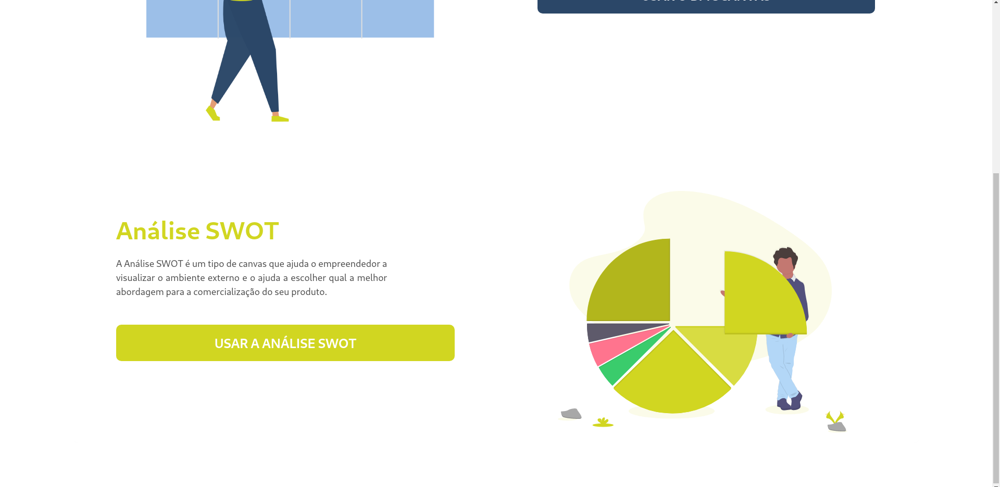 Análise SWOT
A Análise SWOT é um tipo de canvas que ajuda o empreendedor a
visualizar o ambiente externo e o ajuda a escolher qual a melhor
abordagem para a comercialização do seu produto.
USAR A ANÁLISE SWOT